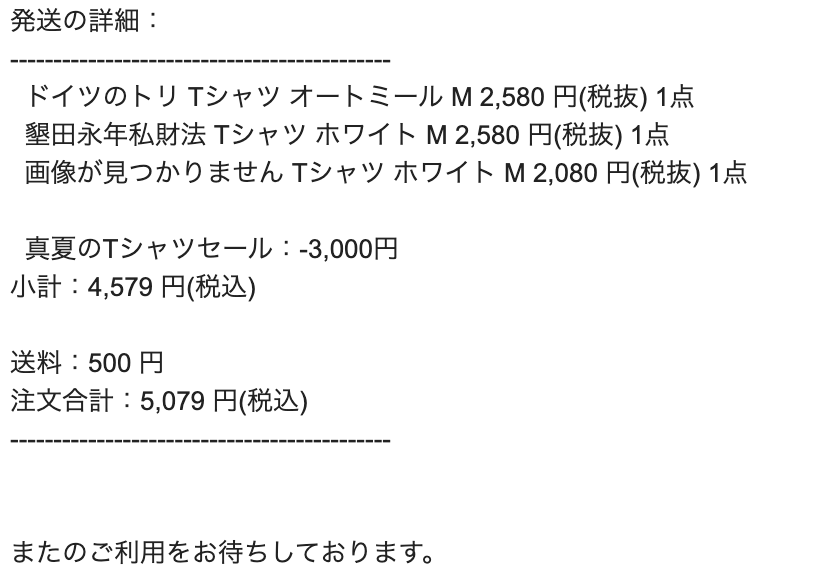 発送の詳細：
--------------------------------------------
ドイツのトリ Tシャツ オートミール M 2,580 円(税抜) 1点
墾田永年私財法 Tシャツ ホワイト M 2,580 円(税抜) 1点
画像が見つかりません Tシャツ ホワイト M 2,080 円(税抜) 1点
真夏のTシャツセール：-3,000円
小計：4,579 円(税込)
送料：500 円
注文合計：5,079 円(税込)
--------------------------------------------
またのご利用をお待ちしております。